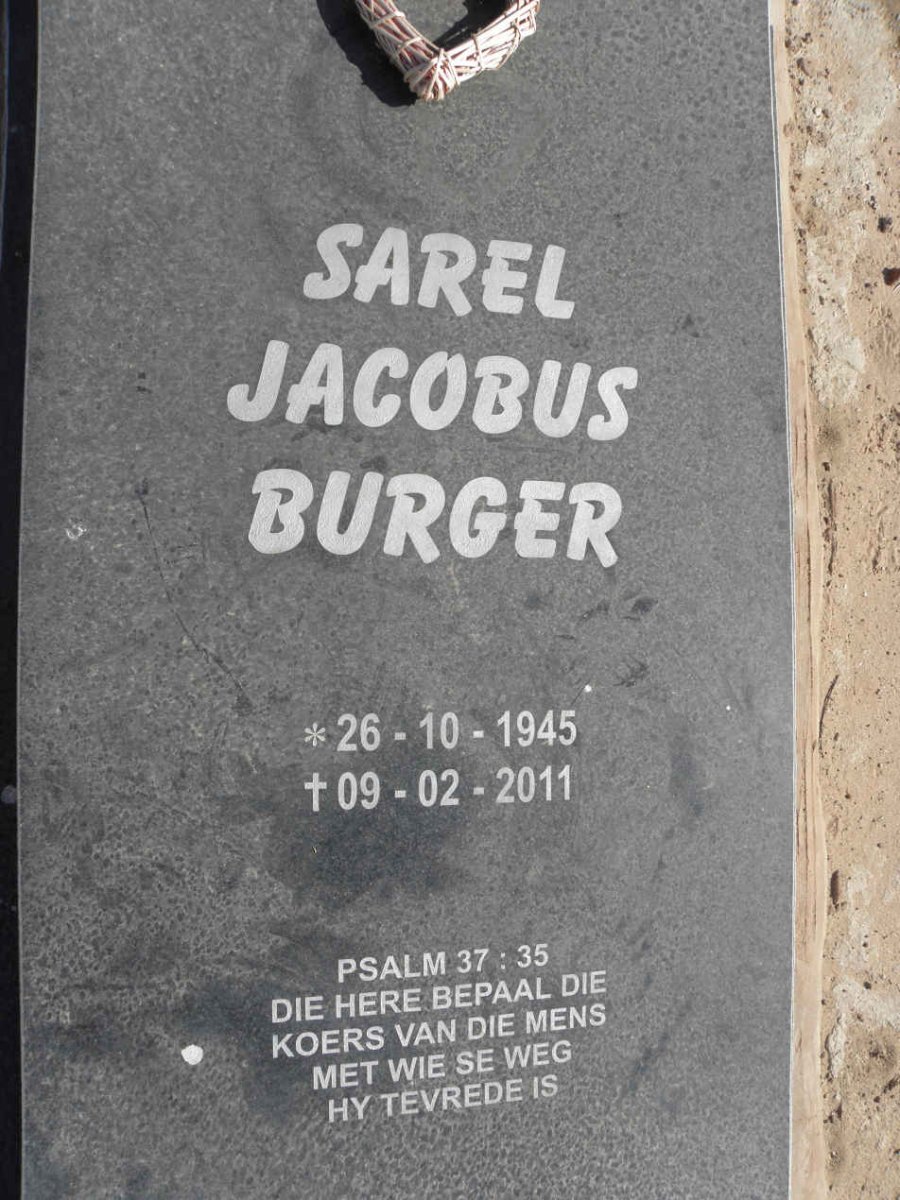 SAREL
JACOBUS
BURGER
* 26 - 10 - 1945
† 09 - 02 - 2011
PSALM 37 : 35
DIE HERE BEPAAL DIE
KOERS VAN DIE MENS
MET WIE SE WEG
HY TEVREDE IS